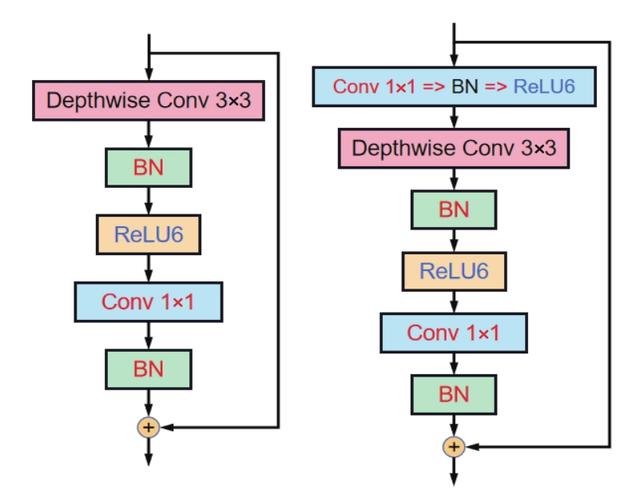 Depthwise Conv 3×3
BN
ReLU6
Conv 1×1
BN
+
Conv 1×1 => BN => ReLU6
Depthwise Conv 3×3
BN
ReLU6
Conv 1×1
BN
+